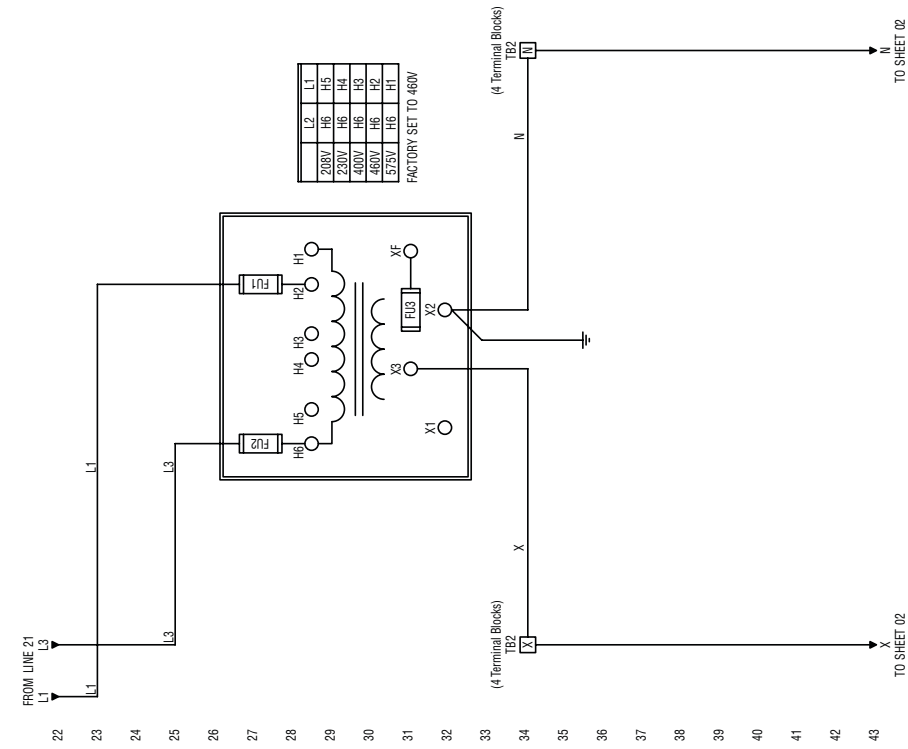 FROM LINE 21
L1 L3
22
23 L1 L1
24
25 L3 L3
26
27 FU2 FU1
28
H6 H5 H4 H3 H2 H1
29
L2 L1
208V H6 H5
230V H6 H4
400V H6 H3
460V H6 H2
575V H6 H1
FACTORY SET TO 460V
30
X3 XF
31 FU3
X1 X2
32
33
(4 Terminal Blocks) (4 Terminal Blocks)
TB2 TB2
34 X X N N
35
36
37
38
39
40
41
42
43
X N
TO SHEET 02 TO SHEET 02